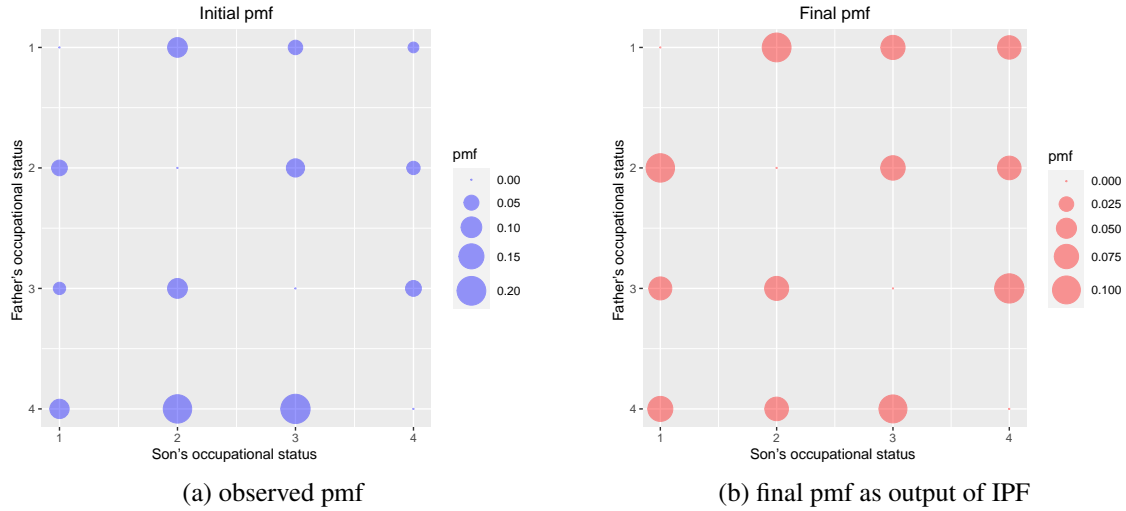 Initial pmf
Father's occupational status
1
2
3
4
1
2
3
4
Son's occupational status
pmf
0.00
0.05
0.10
0.15
0.20
(a) observed pmf
Final pmf
Father's occupational status
1
2
3
4
1
2
3
4
Son's occupational status
pmf
0.000
0.025
0.050
0.075
0.100
(b) final pmf as output of IPF